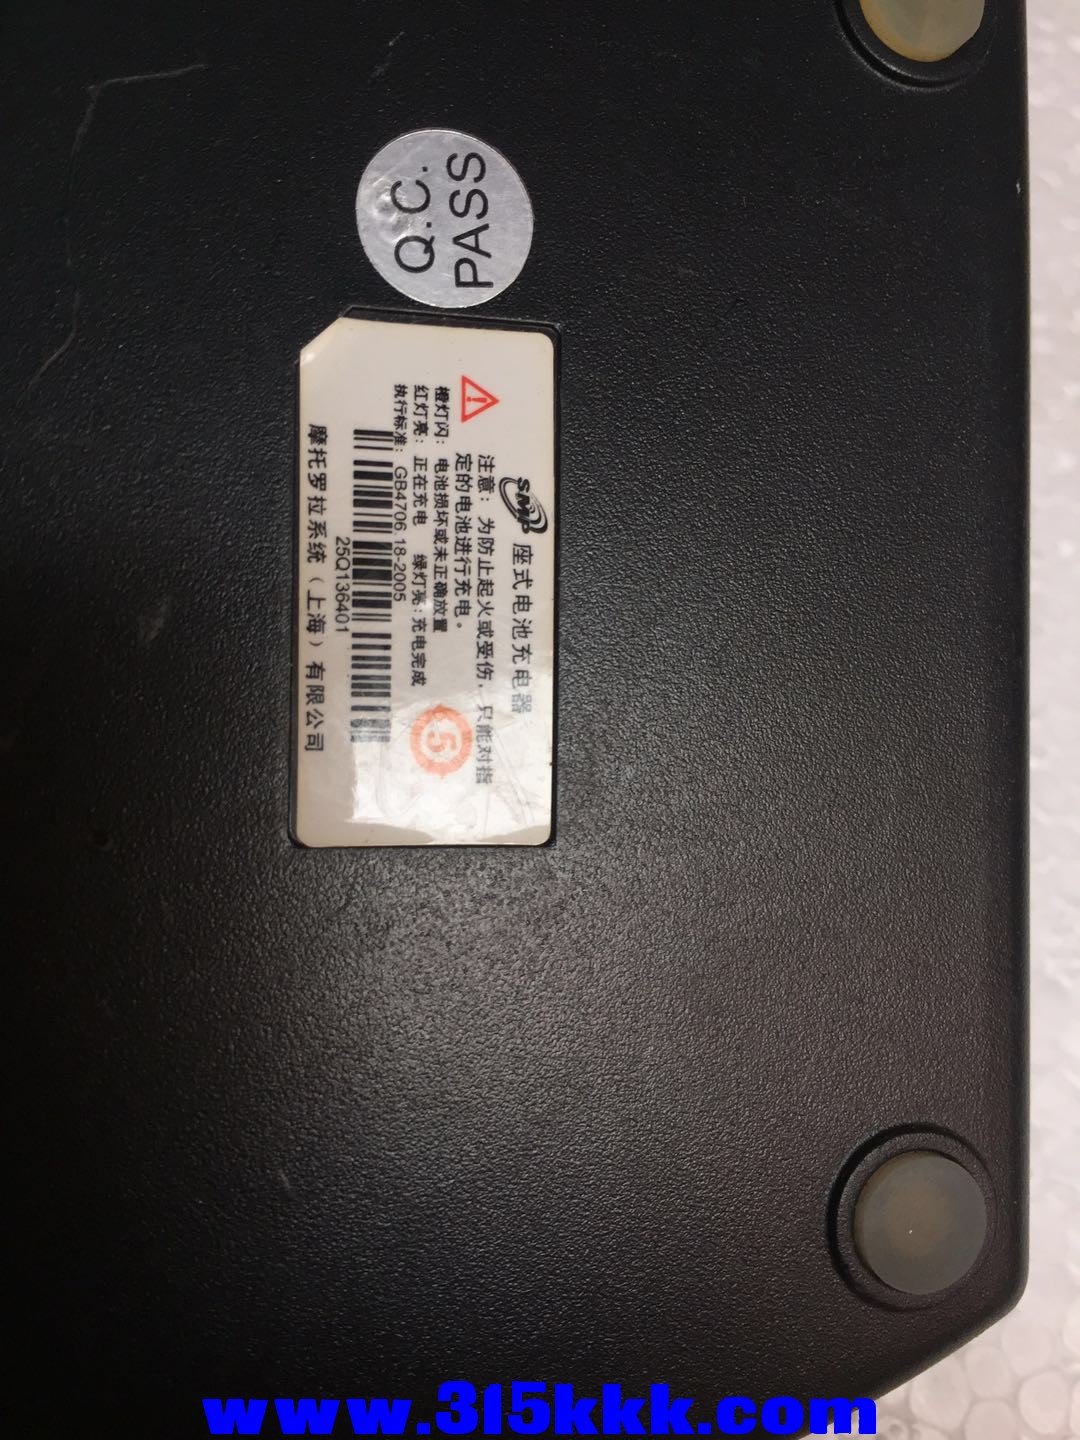 Q.C.
PASS
SMP 座式电池充电器
注意：为防止起火或受伤，只能对指
定的电池进行充电。
橙灯闪：电池损坏或未正确放置
红灯亮：正在充电 绿灯亮：充电完成
执行标准：GB4706.18-2005
25Q136401
摩托罗拉系统（上海）有限公司
5
www.315kkk.com